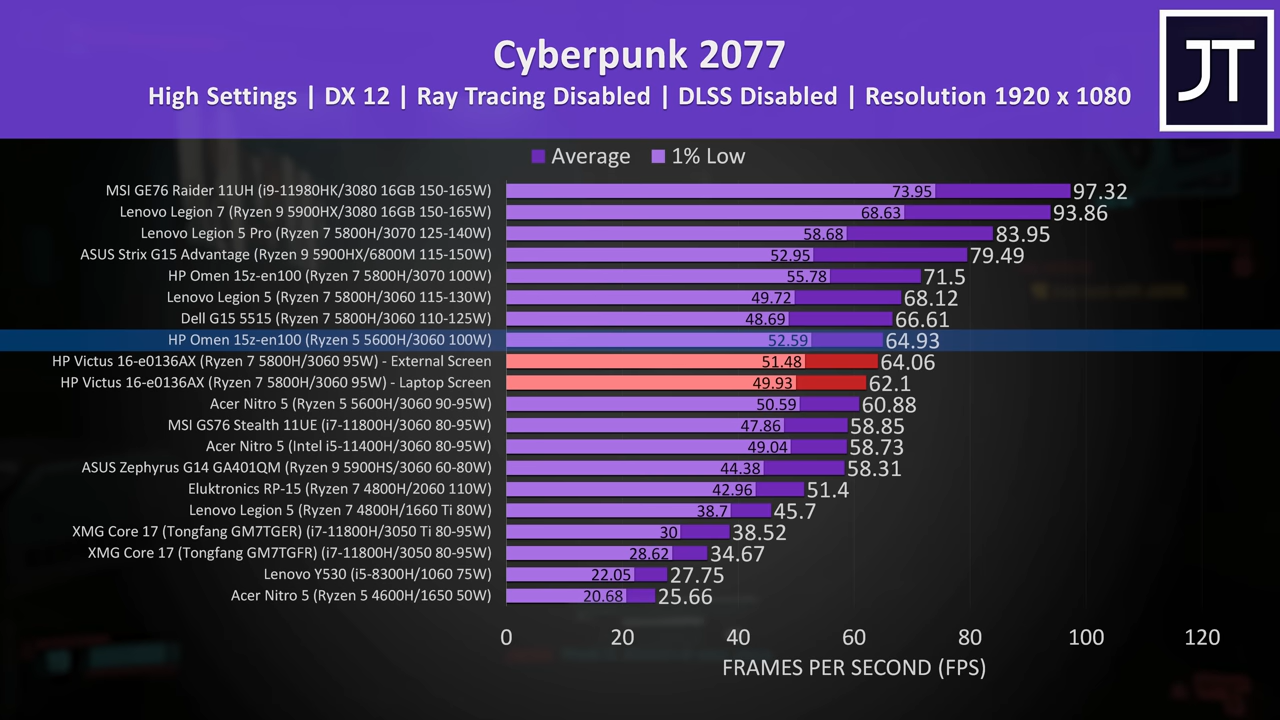 Cyberpunk 2077
High Settings | DX 12 | Ray Tracing Disabled | DLSS Disabled | Resolution 1920 x 1080
JT
Average 1% Low
MSI GE76 Raider 11UH (i9-11980HK/3080 16GB 150-165W) 73.95 97.32
Lenovo Legion 7 (Ryzen 9 5900HX/3080 16GB 150-165W) 68.63 93.86
Lenovo Legion 5 Pro (Ryzen 7 5800H/3070 125-140W) 58.68 83.95
ASUS Strix G15 Advantage (Ryzen 9 5900HX/6800M 115-150W) 52.95 79.49
HP Omen 15z-en100 (Ryzen 7 5800H/3070 100W) 55.78 71.5
Lenovo Legion 5 (Ryzen 7 5800H/3060 115-130W) 49.72 68.12
Dell G15 5515 (Ryzen 7 5800H/3060 110-125W) 48.69 66.61
HP Omen 15z-en100 (Ryzen 5 5600H/3060 100W) 52.59 64.93
HP Victus 16-e0136AX (Ryzen 7 5800H/3060 95W) - External Screen 51.48 64.06
HP Victus 16-e0136AX (Ryzen 7 5800H/3060 95W) - Laptop Screen 49.93 62.1
Acer Nitro 5 (Ryzen 5 5600H/3060 90-95W) 50.59 60.88
MSI GS76 Stealth 11UE (i7-11800H/3060 80-95W) 47.86 58.85
Acer Nitro 5 (Intel i5-11400H/3060 80-95W) 49.04 58.73
ASUS Zephyrus G14 GA401QM (Ryzen 9 5900HS/3060 60-80W) 44.38 58.31
Eluktronics RP-15 (Ryzen 7 4800H/2060 110W) 42.96 51.4
Lenovo Legion 5 (Ryzen 7 4800H/1660 Ti 80W) 38.7 45.7
XMG Core 17 (Tongfang GM7TGER) (i7-11800H/3050 Ti 80-95W) 30 38.52
XMG Core 17 (Tongfang GM7TGFR) (i7-11800H/3050 80-95W) 28.62 34.67
Lenovo Y530 (i5-8300H/1060 75W) 22.05 27.75
Acer Nitro 5 (Ryzen 5 4600H/1650 50W) 20.68 25.66
0 20 40 60 80 100 120
FRAMES PER SECOND (FPS)